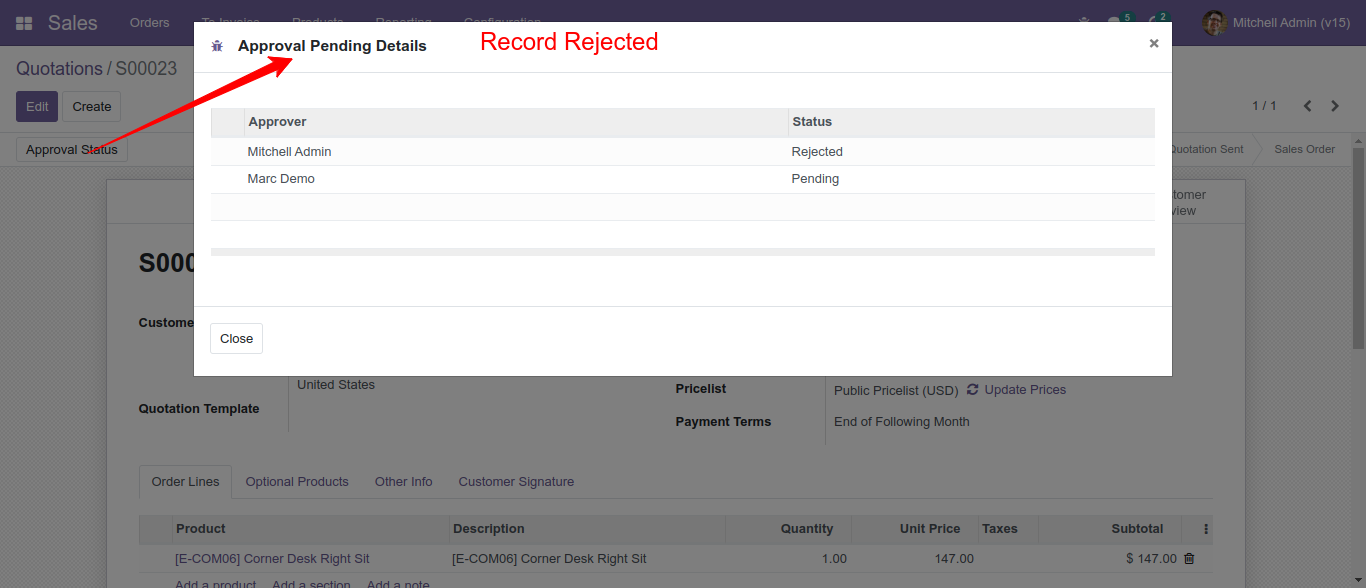 Sales Orders To Invoice Products Reporting Configuration 5 2 Mitchell Admin (v15)
Approval Pending Details Record Rejected ×
Quotations / S00023
Edit Create 1 / 1
Approval Status Quotation Sent Sales Order
Approver Status
Mitchell Admin Rejected
Marc Demo Pending
Close
S000
Custome
United States
Quotation Template
Pricelist Public Pricelist (USD) Update Prices
Payment Terms End of Following Month
Order Lines Optional Products Other Info Customer Signature
Product Description Quantity Unit Price Taxes Subtotal
[E-COM06] Corner Desk Right Sit [E-COM06] Corner Desk Right Sit 1.00 147.00 $ 147.00
Add a product Add a section Add a note